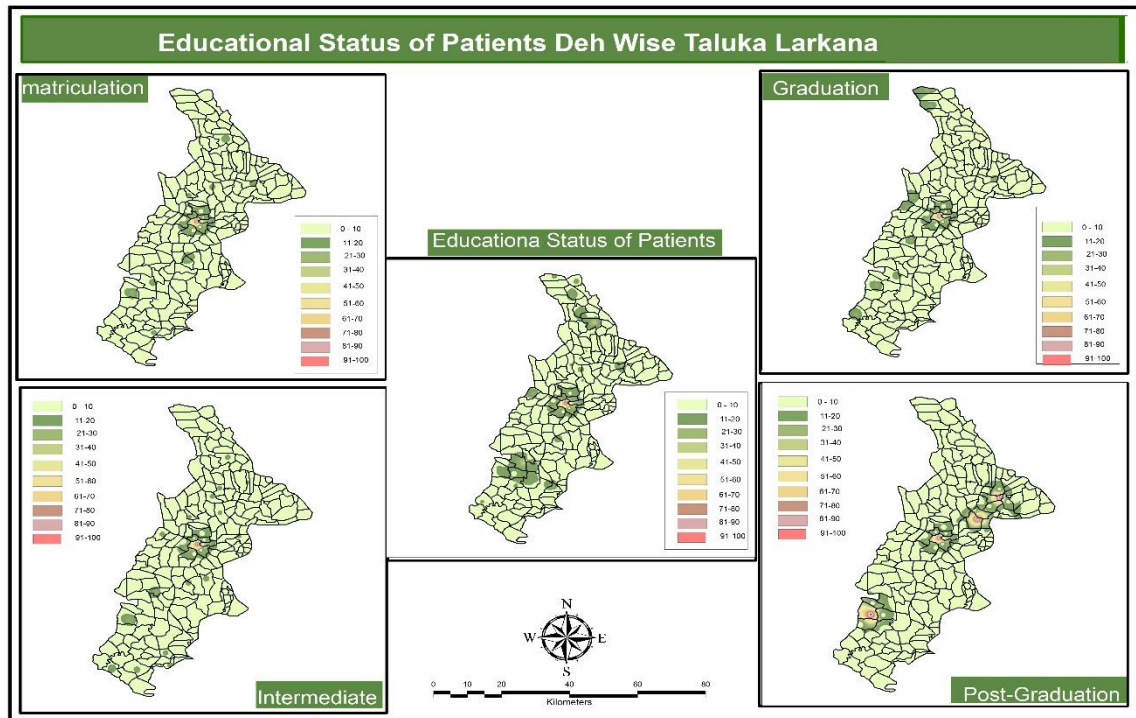 Educational Status of Patients Deh Wise Taluka Larkana
matriculation
0 - 10
11-20
21-30
31-40
41-50
51-60
61-70
71-80
81-90
91-100
Graduation
0 - 10
11-20
21-30
31-40
41-50
51-60
61-70
71-80
81-90
91-100
Educationa Status of Patients
0 - 10
11-20
21-30
31-40
41-50
51-60
61-70
71-80
81-90
91-100
0 - 10
11-20
21-30
31-40
41-50
51-60
61-70
71-80
81-90
91-100
Intermediate
0 - 10
11-20
21-30
31-40
41-50
51-60
61-70
71-80
81-90
91-100
Post-Graduation
N
W E
S
0 10 20 40 60 80
Kilometers